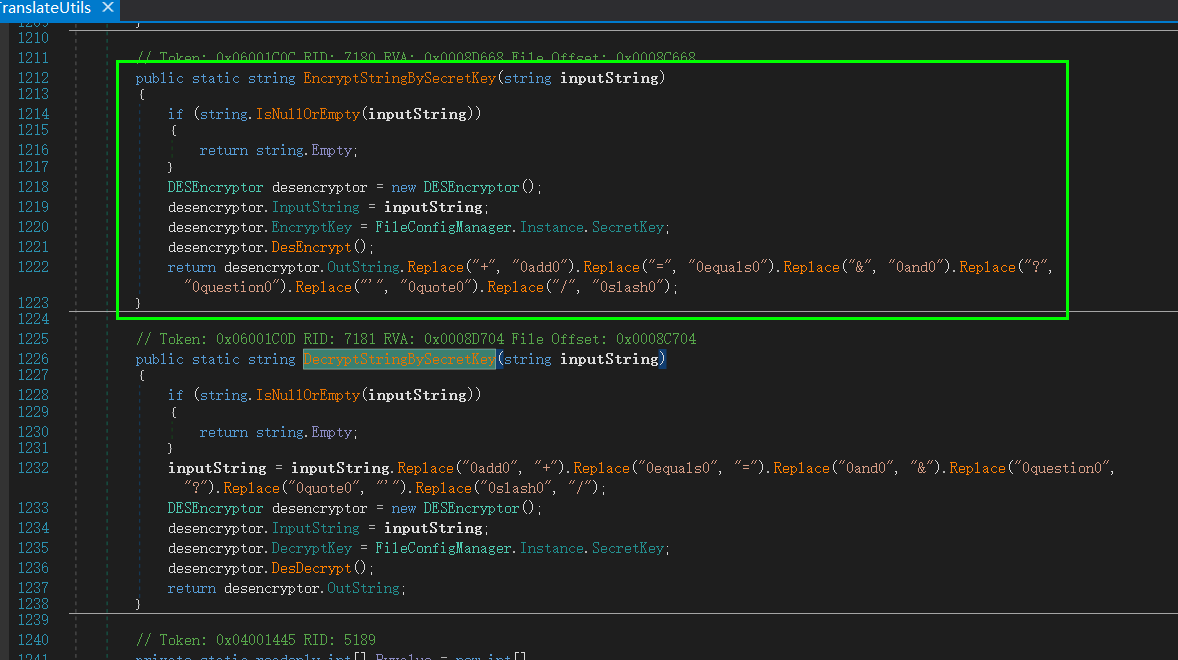 TranslateUtils ×
1209 }
1210
1211 // Token: 0x06001C0C RID: 7180 RVA: 0x0008D668 File Offset: 0x0008C668
1212 public static string EncryptStringBySecretKey(string inputString)
1213 {
1214 if (string.IsNullOrEmpty(inputString))
1215 {
1216 return string.Empty;
1217 }
1218 DESEncryptor desencryptor = new DESEncryptor();
1219 desencryptor.InputString = inputString;
1220 desencryptor.EncryptKey = FileConfigManager.Instance.SecretKey;
1221 desencryptor.DesEncrypt();
1222 return desencryptor.OutString.Replace("+", "0add0").Replace("=", "0equals0").Replace("&", "0and0").Replace("?",
"0question0").Replace("'", "0quote0").Replace("/", "0slash0");
1223 }
1224
1225 // Token: 0x06001C0D RID: 7181 RVA: 0x0008D704 File Offset: 0x0008C704
1226 public static string DecryptStringBySecretKey(string inputString)
1227 {
1228 if (string.IsNullOrEmpty(inputString))
1229 {
1230 return string.Empty;
1231 }
1232 inputString = inputString.Replace("0add0", "+").Replace("0equals0", "=").Replace("0and0", "&").Replace("0question0",
"?").Replace("0quote0", "'").Replace("0slash0", "/");
1233 DESEncryptor desencryptor = new DESEncryptor();
1234 desencryptor.InputString = inputString;
1235 desencryptor.DecryptKey = FileConfigManager.Instance.SecretKey;
1236 desencryptor.DesDecrypt();
1237 return desencryptor.OutString;
1238 }
1239
1240 // Token: 0x04001445 RID: 5189
1241 private static readonly int[] Pyvalue = new int[]